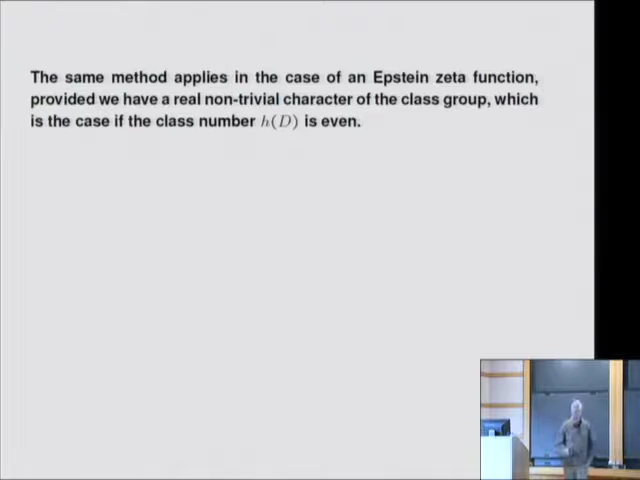 The same method applies in the case of an Epstein zeta function,
provided we have a real non-trivial character of the class group, which
is the case if the class number h(D) is even.